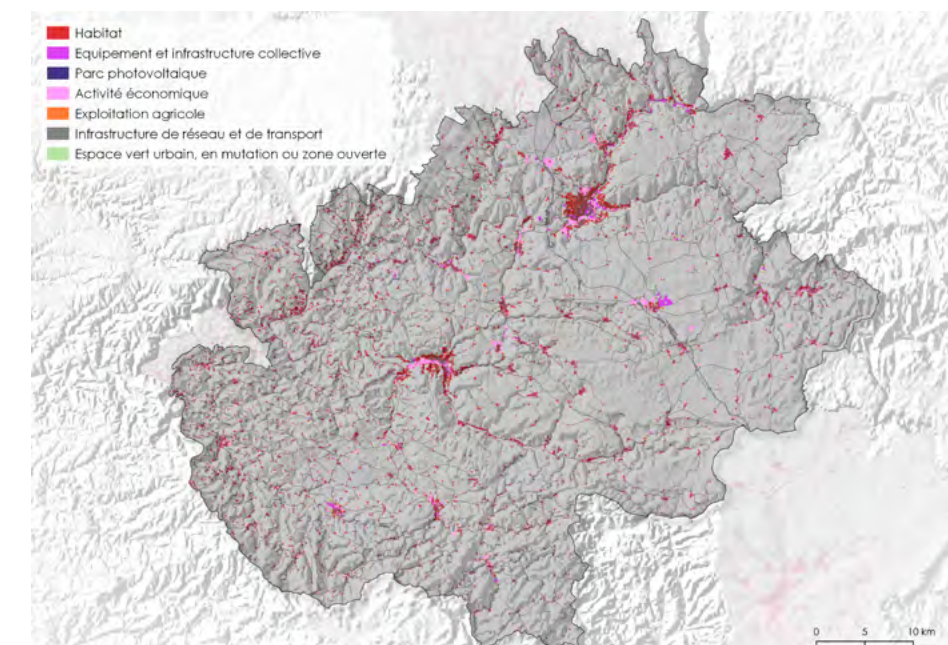 Habitat
Equipement et infrastructure collective
Parc photovoltaique
Activité économique
Exploitation agricole
Infrastructure de réseau et de transport
Espace vert urbain, en mutation ou zone ouverte
0 5 10 km